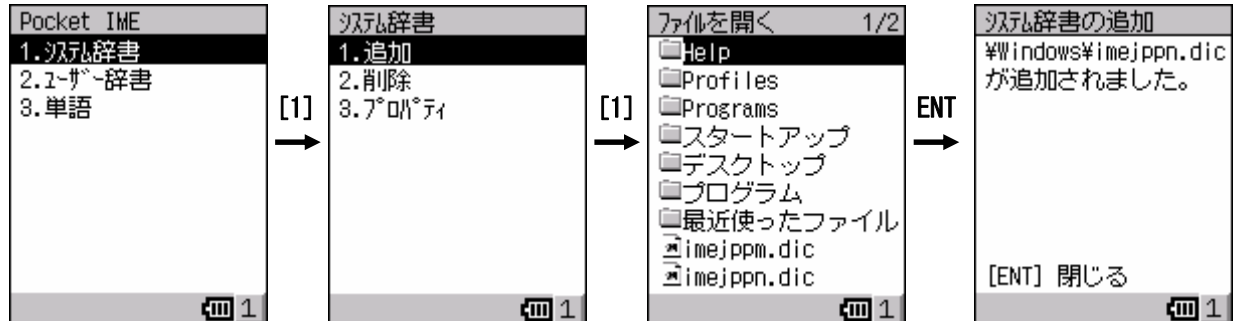 Pocket IME
1.ｼｽﾃﾑ辞書
2.ﾕｰｻﾞｰ辞書
3.単語
1
[1]
ｼｽﾃﾑ辞書
1.追加
2.削除
3.ﾌﾟﾛﾊﾟﾃｨ
1
[1]
ﾌｧｲﾙを開く 1/2
Help
Profiles
Programs
スタートアップ
デスクトップ
プログラム
最近使ったファイル
imejppm.dic
imejppn.dic
1
ENT
ｼｽﾃﾑ辞書の追加
¥Windows¥imejppn.dic
が追加されました。
[ENT] 閉じる
1